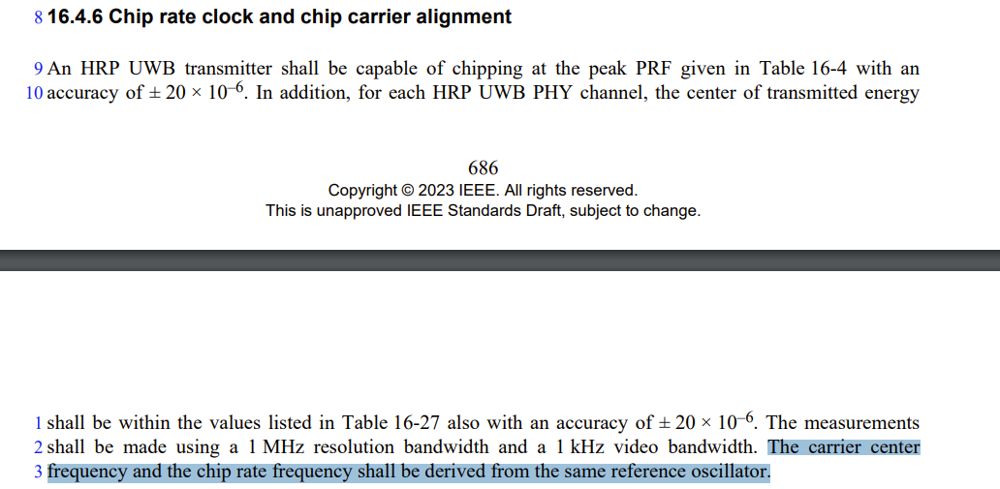 8 16.4.6 Chip rate clock and chip carrier alignment
9 An HRP UWB transmitter shall be capable of chipping at the peak PRF given in Table 16-4 with an
10 accuracy of ± 20 × 10–6. In addition, for each HRP UWB PHY channel, the center of transmitted energy
686
Copyright © 2023 IEEE. All rights reserved.
This is unapproved IEEE Standards Draft, subject to change.
1 shall be within the values listed in Table 16-27 also with an accuracy of ± 20 × 10–6. The measurements
2 shall be made using a 1 MHz resolution bandwidth and a 1 kHz video bandwidth. The carrier center
3 frequency and the chip rate frequency shall be derived from the same reference oscillator.